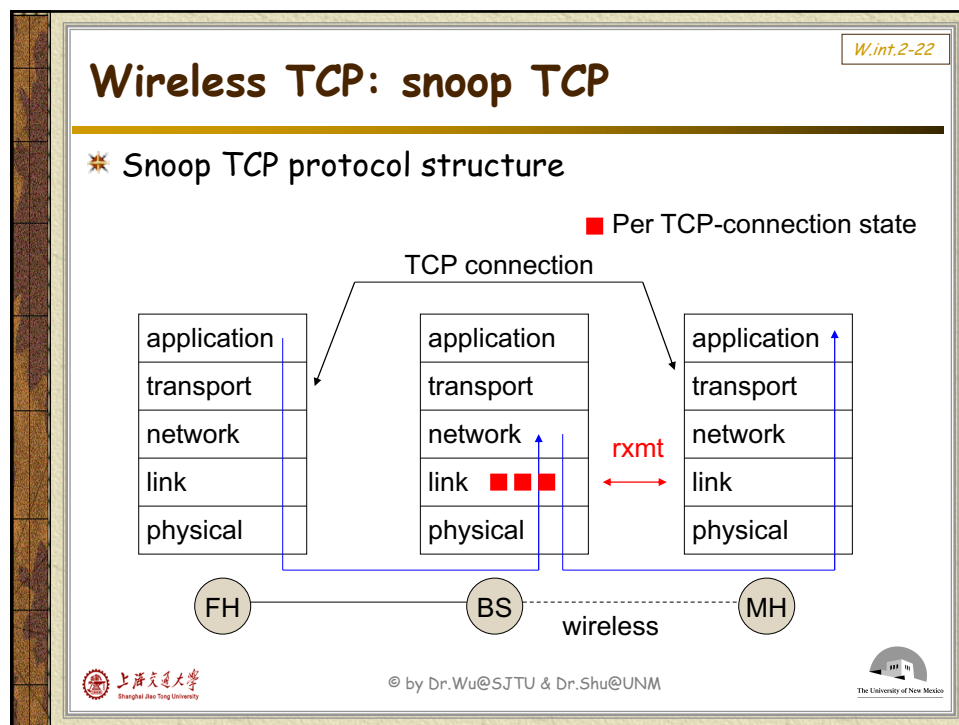 W.int.2-22
Wireless TCP: snoop TCP
Snoop TCP protocol structure
Per TCP-connection state
TCP connection
application
transport
network
link
physical
application
transport
network
link
physical
rxmt
application
transport
network
link
physical
FH
BS
MH
wireless
上海交通大学
Shanghai Jiao Tong University
© by Dr.Wu@SJTU & Dr.Shu@UNM
The University of New Mexico